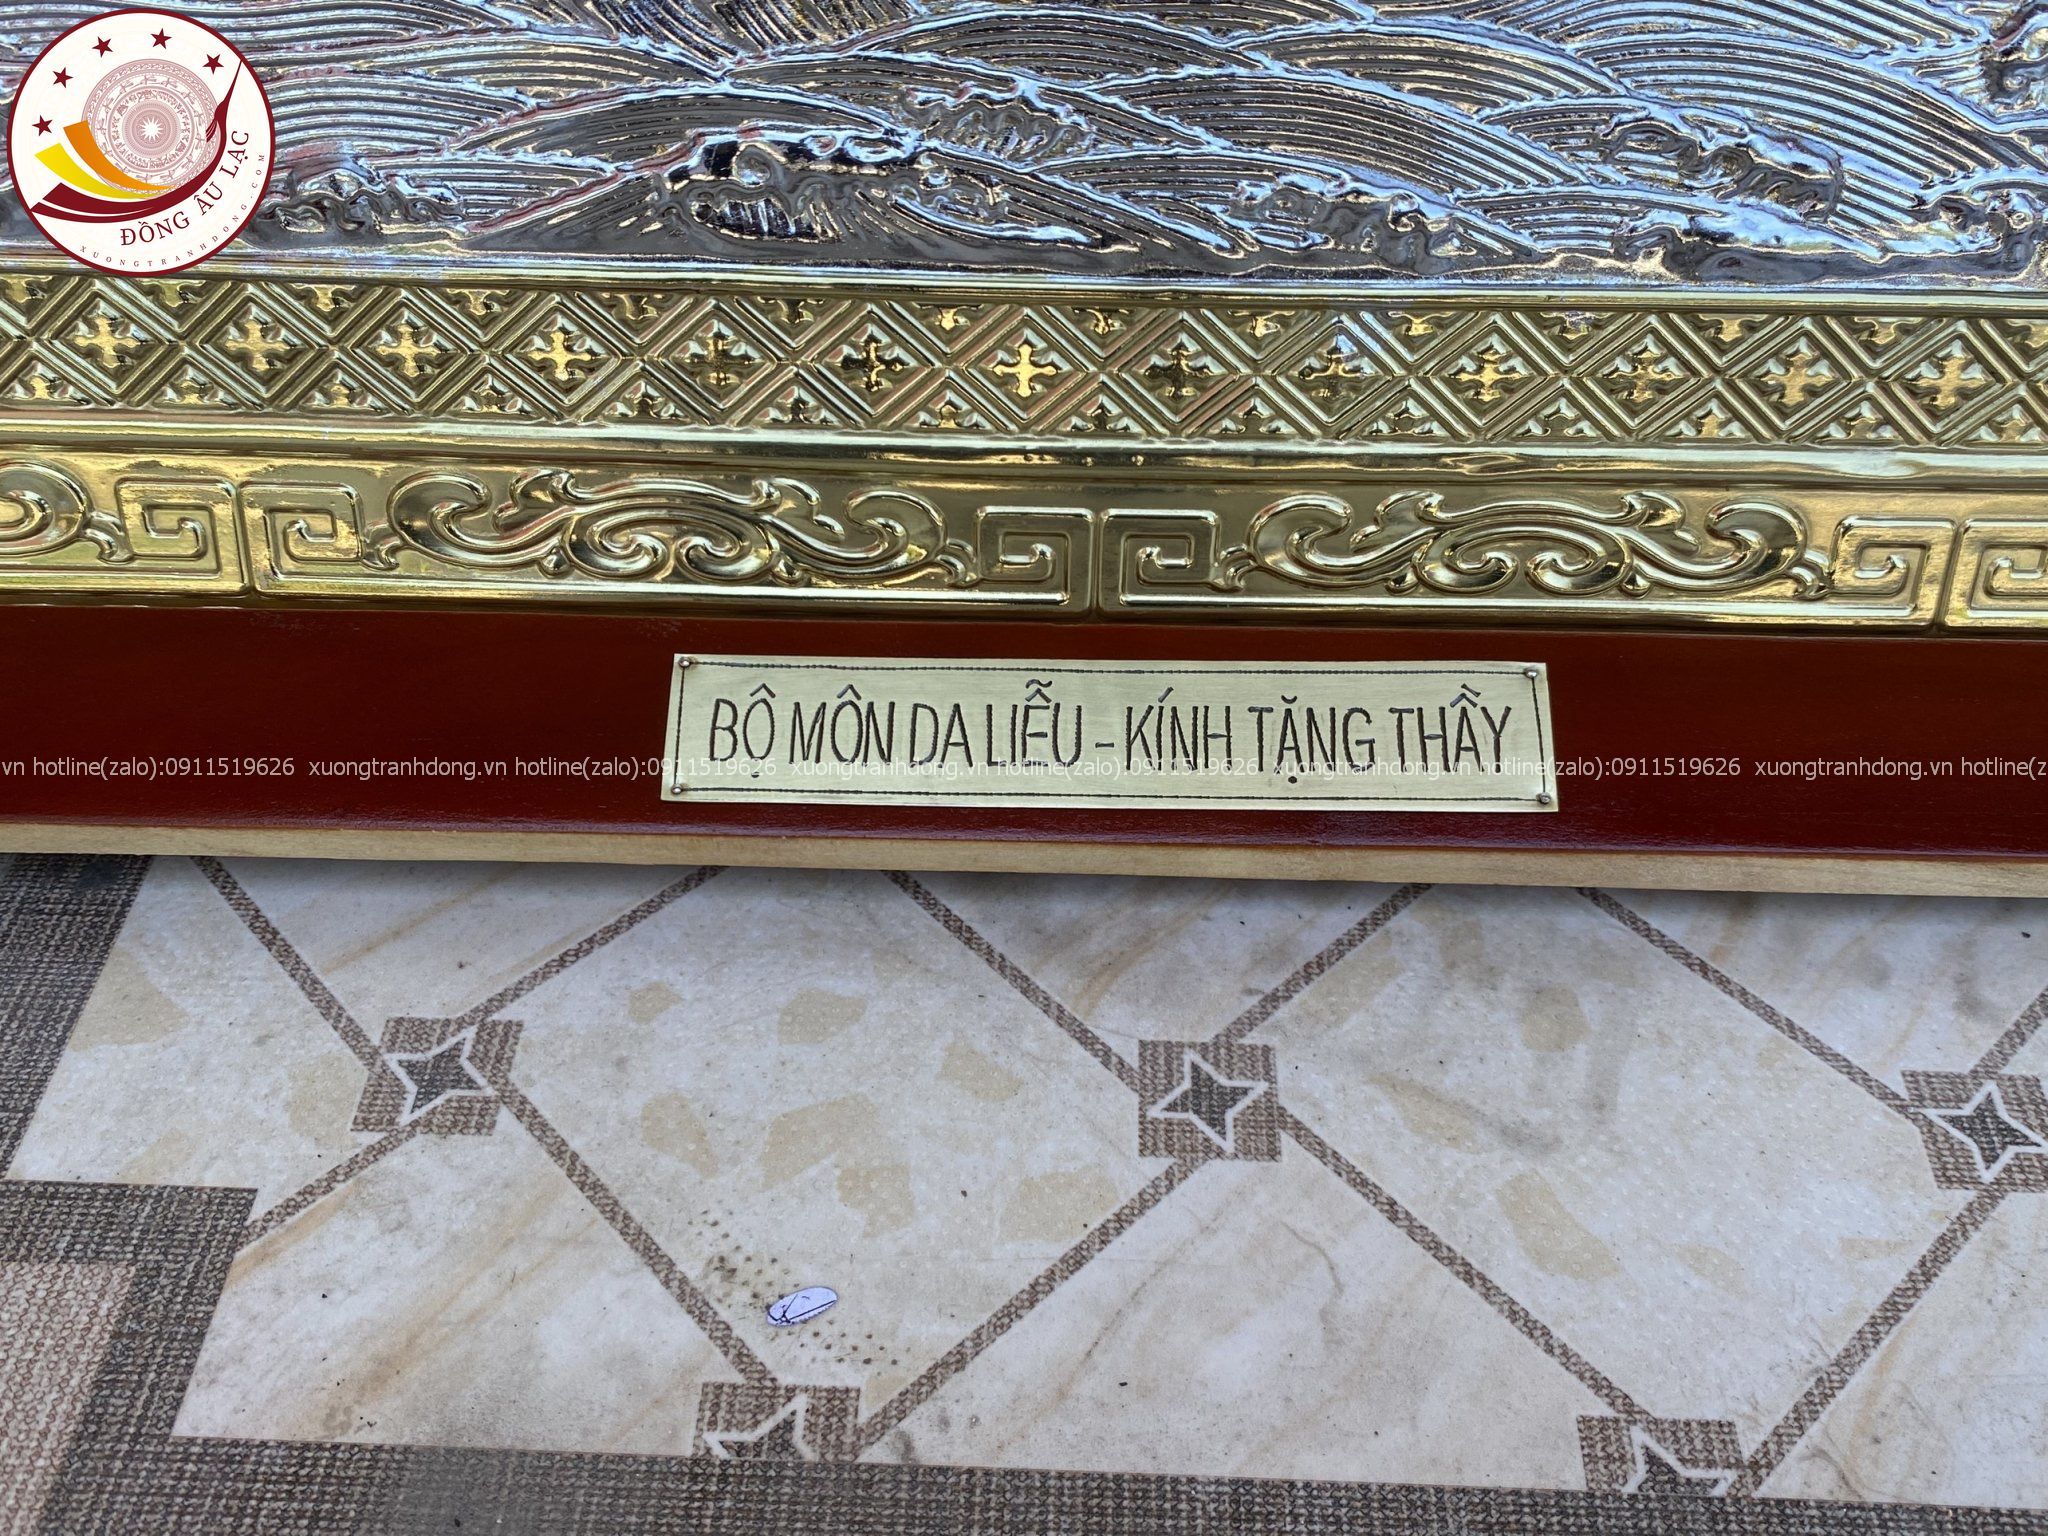 ĐỒNG ÂU LẠC
XUONGTRANHDONG.COM
BỘ MÔN DA LIỄU - KÍNH TẶNG THẦY
vn hotline(zalo):0911519626 xuongtranhdong.vn hotline(zalo):0911519626 xuongtranhdong.vn hotline(zalo):0911519626 xuongtranhdong.vn hotline(zalo):0911519626 xuongtranhdong.vn hotline(z